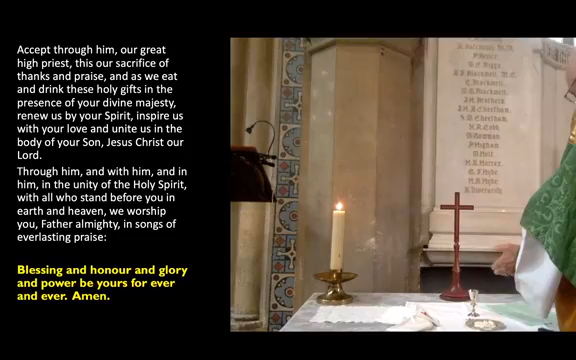 Accept through him, our great
high priest, this our sacrifice of
thanks and praise, and as we eat
and drink these holy gifts in the
presence of your divine majesty,
renew us by your Spirit, inspire us
with your love and unite us in the
body of your Son, Jesus Christ our
Lord.
Through him, and with him, and in
him, in the unity of the Holy Spirit,
with all who stand before you in
earth and heaven, we worship
you, Father almighty, in songs of
everlasting praise:
Blessing and honour and glory
and power be yours for ever
and ever. Amen.